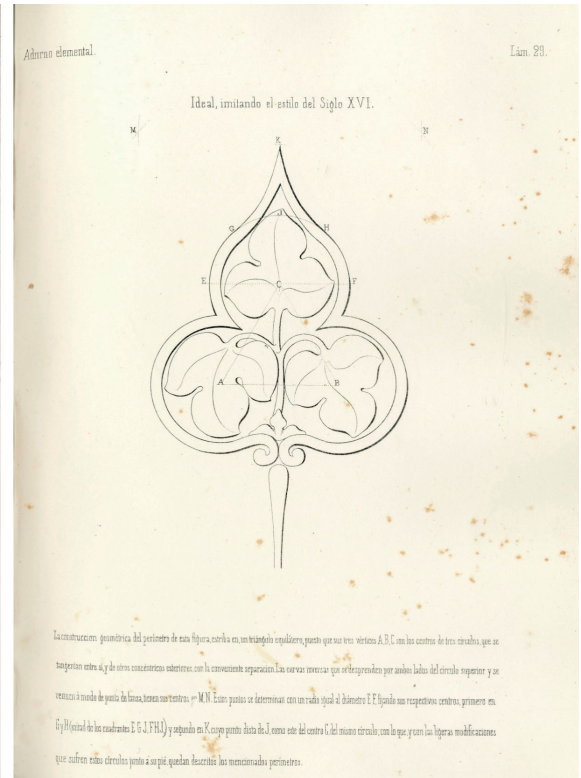 Adorno elemental.
Lám. 29.
Ideal, imitando el estilo del Siglo XVI.
M
N
K
J
G
H
E
F
C
A
B
La construccion geométrica del perímetro de esta figura, estriba en, un triángulo equilátero, puesto que sus tres vértices A.B.C son los centros de tres círculos, que se
tangentan entre sí, y de otros concéntricos exteriores, con la conveniente separacion. Las curvas inversas que se desprenden por ambos lados del círculo superior y se
reunen á modo de punta de lanza, tienen sus centros, en M.N. Estos puntos se determinan con un radio igual al diámetro E F, fijando sus respectivos centros, primero en
G y H (mitad de los cuadrantes E G J, F H J,) y segundo en K, cuyo punto dista de J, como este del centro C, del mismo círculo, con lo que, y con las ligeras modificaciones
que sufren estos círculos junto a su pié, quedan descritos los mencionados perímetros.